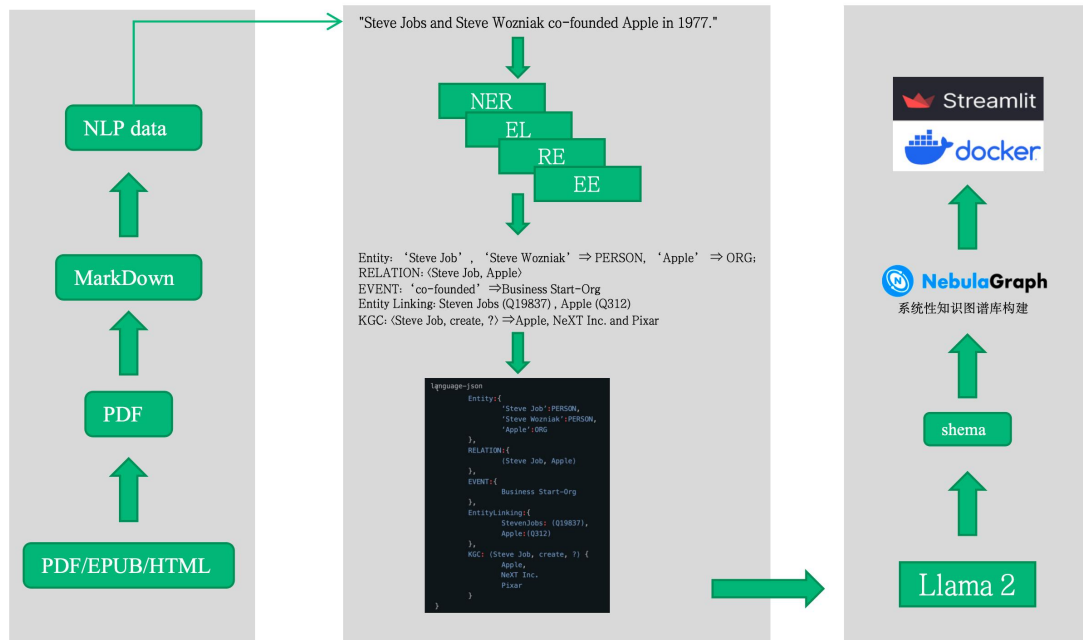 NLP data
MarkDown
PDF
PDF/EPUB/HTML
"Steve Jobs and Steve Wozniak co-founded Apple in 1977."
NER
EL
RE
EE
Entity: ‘Steve Job’, ‘Steve Wozniak’ ⇒ PERSON, ‘Apple’ ⇒ ORG;
RELATION: 〈Steve Job, Apple〉
EVENT: ‘co-founded’ ⇒Business Start-Org
Entity Linking: Steven Jobs (Q19837) , Apple (Q312)
KGC: 〈Steve Job, create, ?〉 ⇒Apple, NeXT Inc. and Pixar
language-json
Entity:{
'Steve Job':PERSON,
'Steve Wozniak':PERSON,
'Apple':ORG
},
RELATION:{
(Steve Job, Apple)
},
EVENT:{
Business Start-Org
},
EntityLinking:{
StevenJobs: (Q19837),
Apple:(Q312)
},
KGC: (Steve Job, create, ?) {
Apple,
NeXT Inc.
Pixar
}
}
Streamlit
docker
NebulaGraph
系统性知识图谱库构建
shema
Llama 2